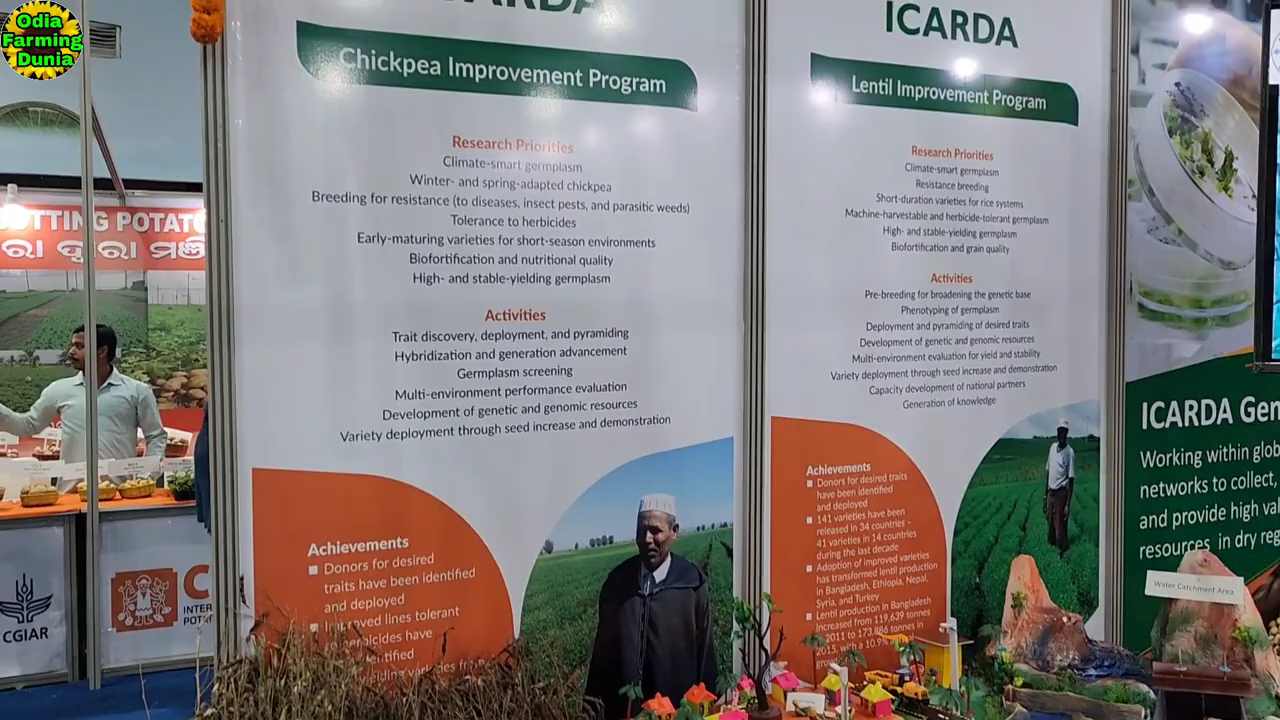 Odia
Farming
Dunia
CUTTING POTATO
ରା ଦ୍ୱାରା ମଞ୍ଜି
CGIAR
Chickpea Improvement Program
Research Priorities
Climate-smart germplasm
Winter- and spring-adapted chickpea
Breeding for resistance (to diseases, insect pests, and parasitic weeds)
Tolerance to herbicides
Early-maturing varieties for short-season environments
Biofortification and nutritional quality
High- and stable-yielding germplasm
Activities
Trait discovery, deployment, and pyramiding
Hybridization and generation advancement
Germplasm screening
Multi-environment performance evaluation
Development of genetic and genomic resources
Variety deployment through seed increase and demonstration
Achievements
Donors for desired
traits have been identified
and deployed
Improved lines tolerant
herbicides have
ICARDA
Lentil Improvement Program
Research Priorities
Climate-smart germplasm
Resistance breeding
Short-duration varieties for rice systems
Machine-harvestable and herbicide-tolerant germplasm
High- and stable-yielding germplasm
Biofortification and grain quality
Activities
Pre-breeding for broadening the genetic base
Phenotyping of germplasm
Deployment and pyramiding of desired traits
Development of genetic and genomic resources
Multi-environment evaluation for yield and stability
Variety deployment through seed increase and demonstration
Capacity development of national partners
Generation of knowledge
Achievements
Donors for desired traits
have been identified
and deployed
141 varieties have been
released in 34 countries –
41 varieties in 14 countries
during the last decade
Adoption of improved varieties
has transformed lentil production
in Bangladesh, Ethiopia, Nepal,
Syria, and Turkey
Lentil production in Bangladesh
increased from 119,639 tonnes
2011 to 173,886 tonnes in
2015, with a 10.9%
ICARDA Gen
Working within glob
networks to collect,
and provide high val
resources in dry reg
Water Catchment Area